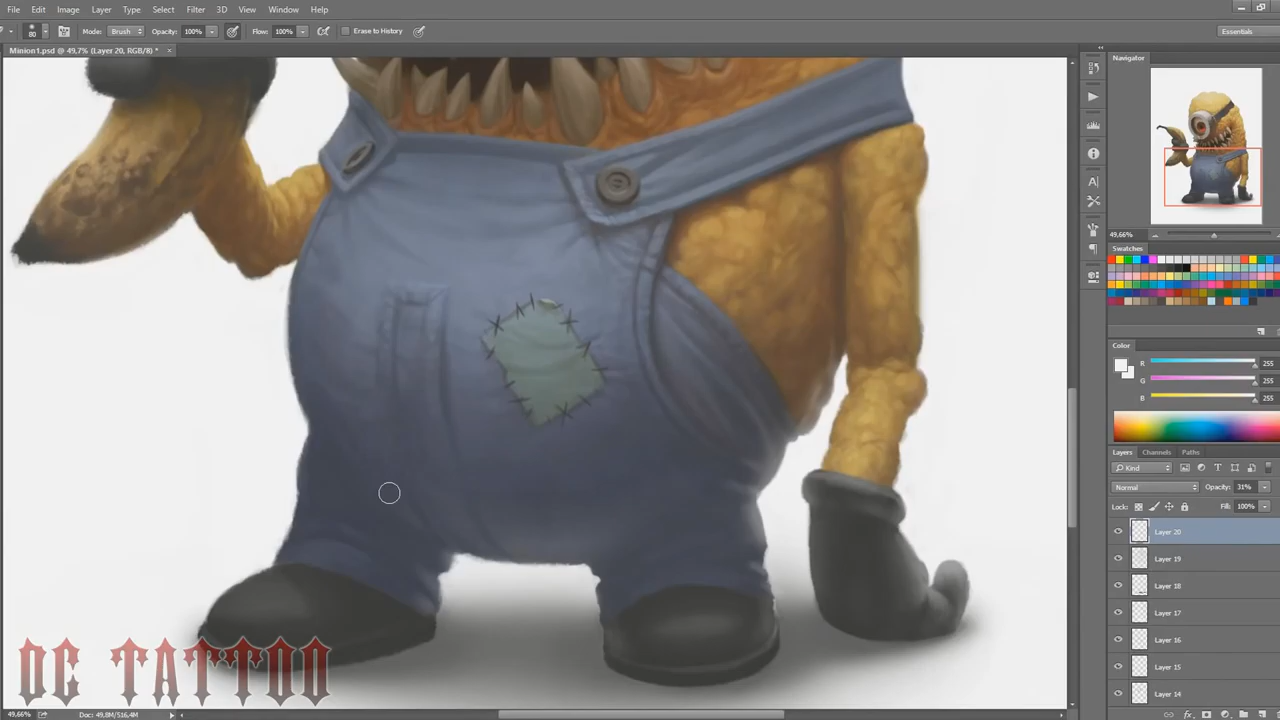 File Edit Image Layer Type Select Filter 3D View Window Help
80 Mode: Brush Opacity: 100% Flow: 100% Erase to History Essentials
Minion1.psd @ 49,7% (Layer 20, RGB/8) * ×
Navigator
49,66%
Swatches
Color
R 255
G 255
B 255
Layers Channels Paths
Kind T
Normal Opacity: 31%
Lock: Fill: 100%
Layer 20
Layer 19
Layer 18
Layer 17
Layer 16
Layer 15
Layer 14
DC TATTOO
49,66% Doc: 49,8M/516,4M